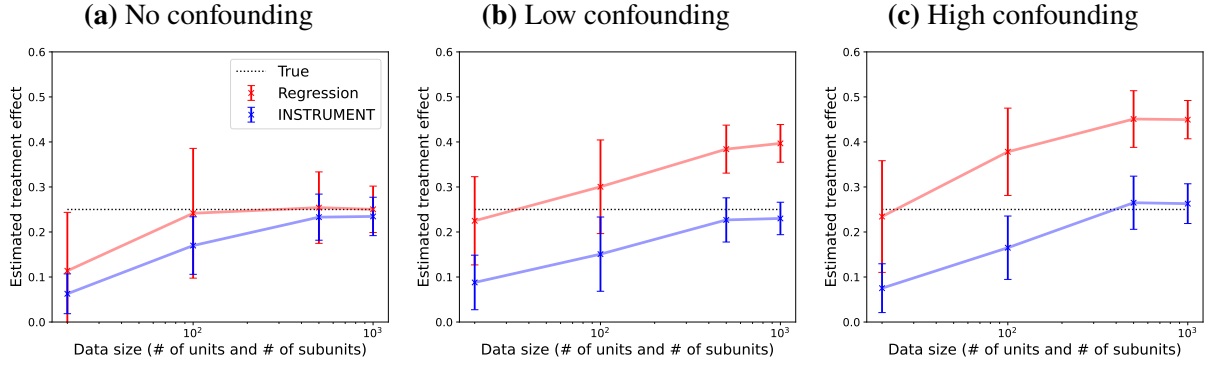 (a) No confounding
(b) Low confounding
(c) High confounding
Estimated treatment effect
0.6
0.5
0.4
0.3
0.2
0.1
0.0
True
Regression
INSTRUMENT
10²
10³
Data size (# of units and # of subunits)
Estimated treatment effect
0.6
0.5
0.4
0.3
0.2
0.1
0.0
10²
10³
Data size (# of units and # of subunits)
Estimated treatment effect
0.6
0.5
0.4
0.3
0.2
0.1
0.0
10²
10³
Data size (# of units and # of subunits)